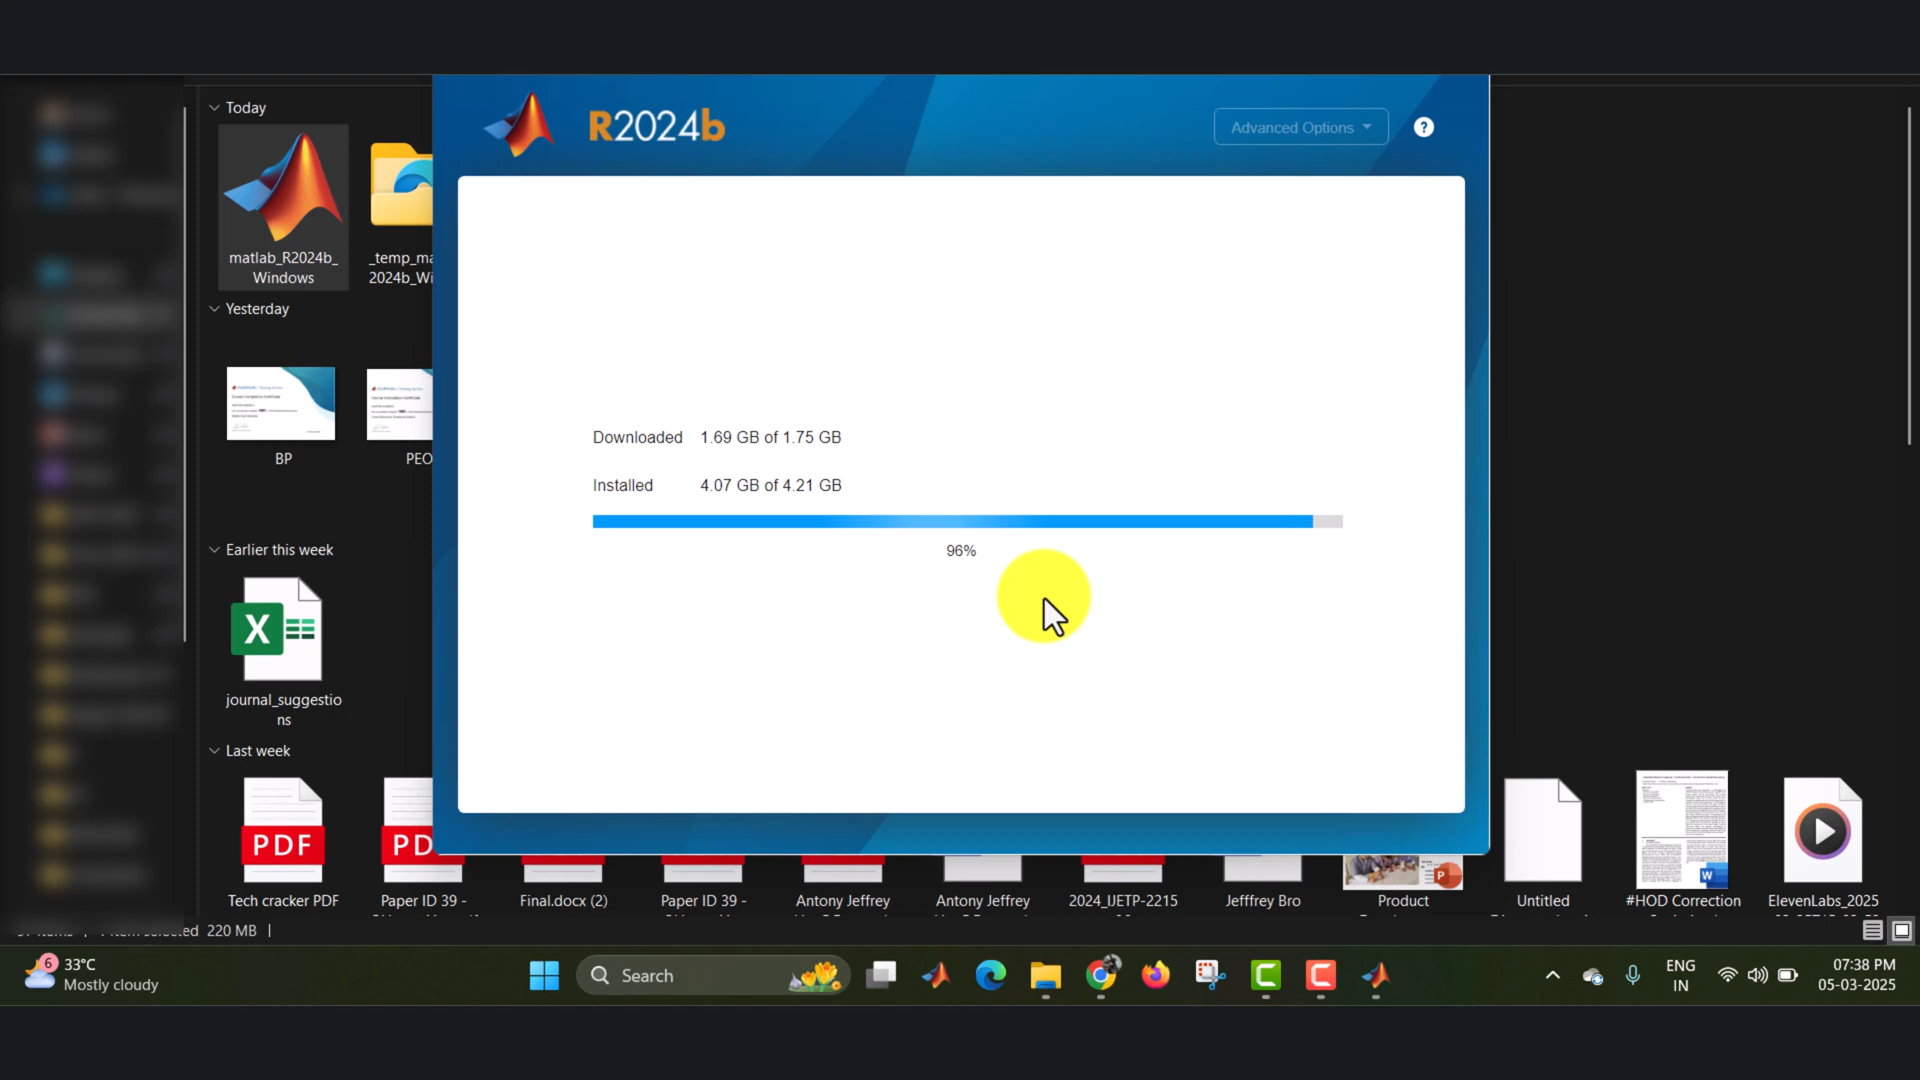 Today
matlab_R2024b_
Windows
_temp_ma
2024b_Wi
Yesterday
BP
PEO
Earlier this week
journal_suggestio
ns
Last week
PDF
PD
Tech cracker PDF
Paper ID 39 -
Final.docx (2)
Paper ID 39 -
Antony Jeffrey
Antony Jeffrey
2024_IJETP-2215
Jefffrey Bro
Product
Untitled
#HOD Correction
ElevenLabs_2025
220 MB
R2024b
Advanced Options
?
Downloaded 1.69 GB of 1.75 GB
Installed 4.07 GB of 4.21 GB
96%
6
33°C
Mostly cloudy
Search
ENG
IN
07:38 PM
05-03-2025